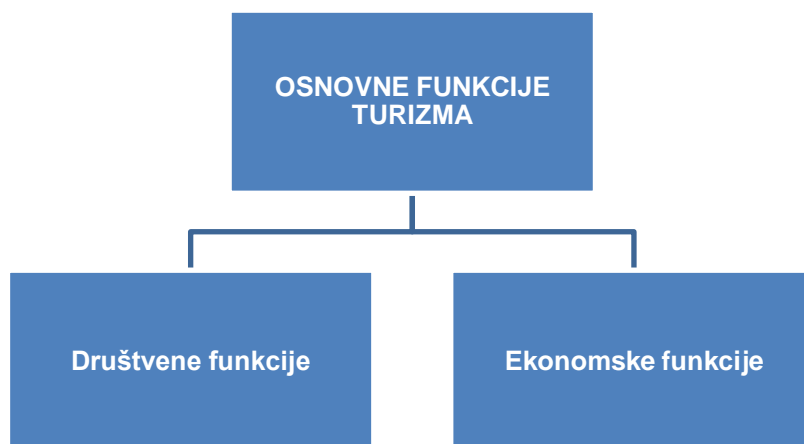 OSNOVNE FUNKCIJE
TURIZMA
Društvene funkcije
Ekonomske funkcije